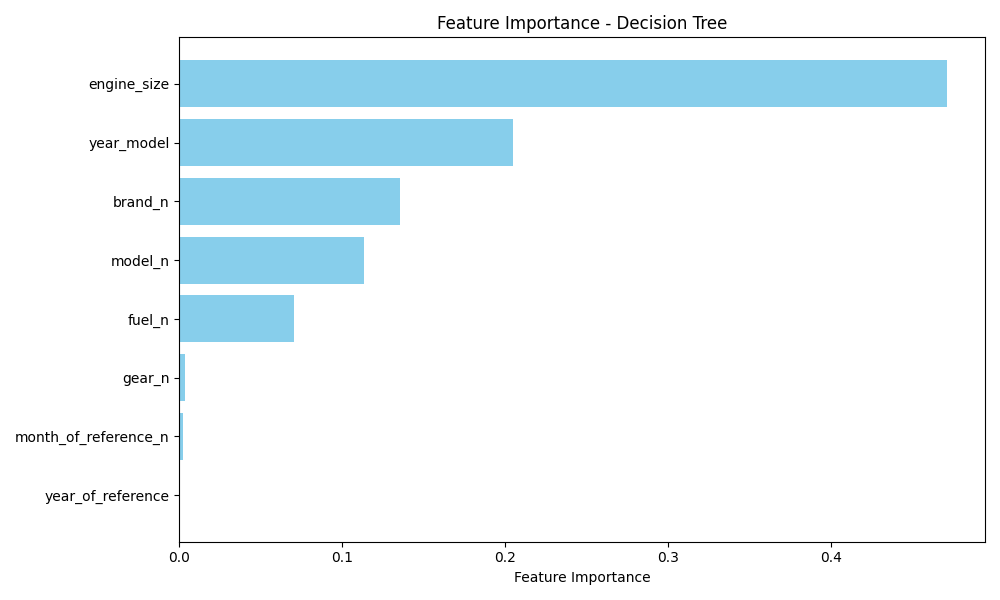 Feature Importance - Decision Tree
engine_size
year_model
brand_n
model_n
fuel_n
gear_n
month_of_reference_n
year_of_reference
0.0 0.1 0.2 0.3 0.4
Feature Importance